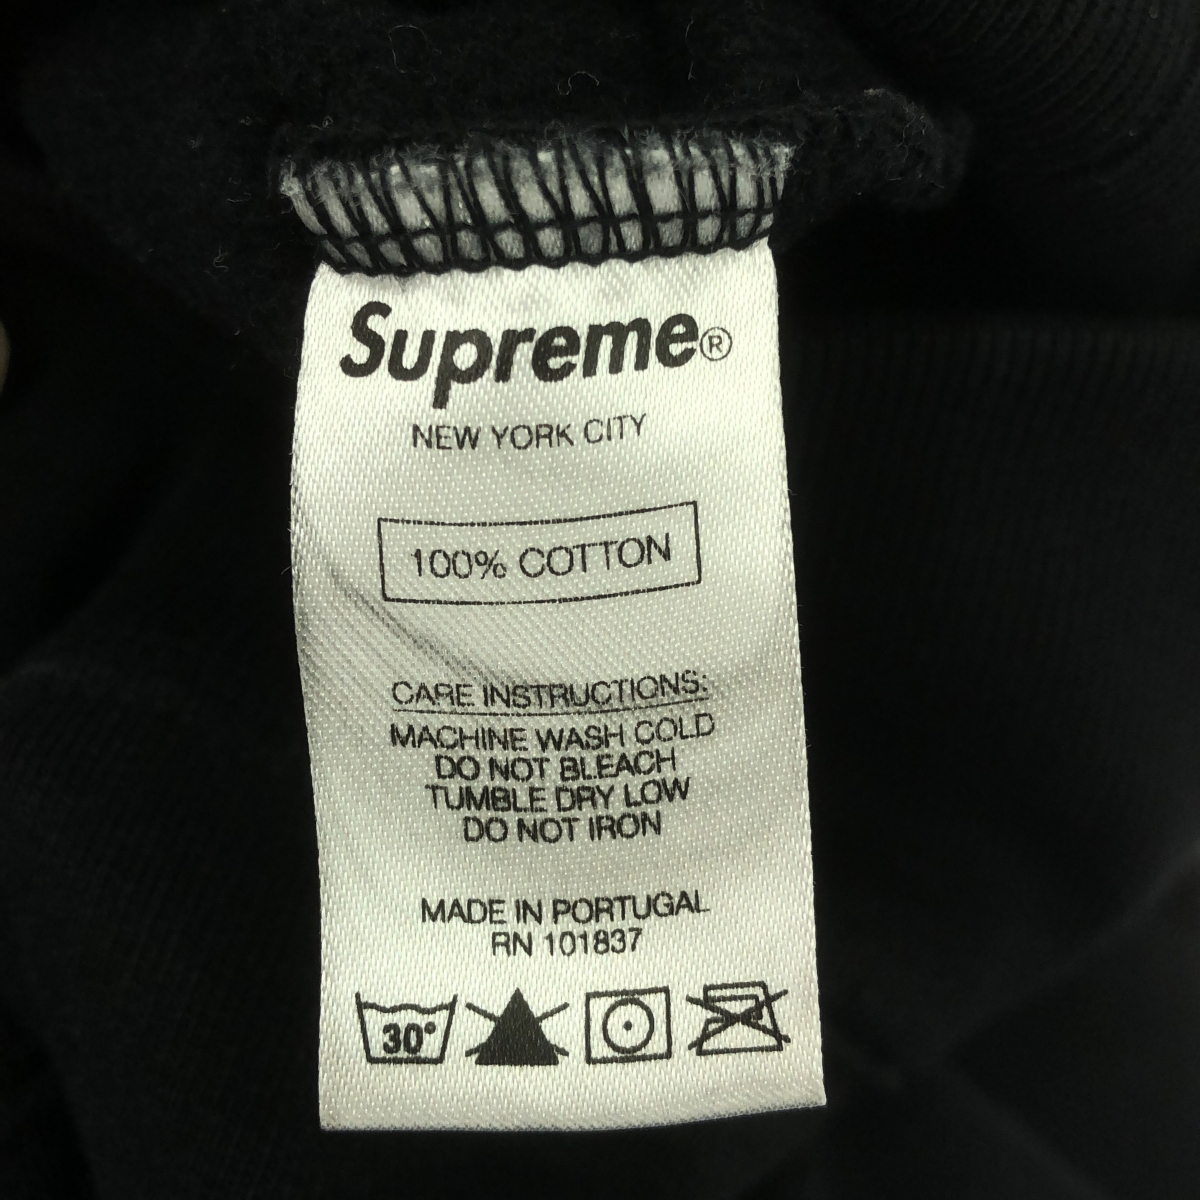 Supreme®
NEW YORK CITY
100% COTTON
CARE INSTRUCTIONS:
MACHINE WASH COLD
DO NOT BLEACH
TUMBLE DRY LOW
DO NOT IRON
MADE IN PORTUGAL
RN 101837
30°